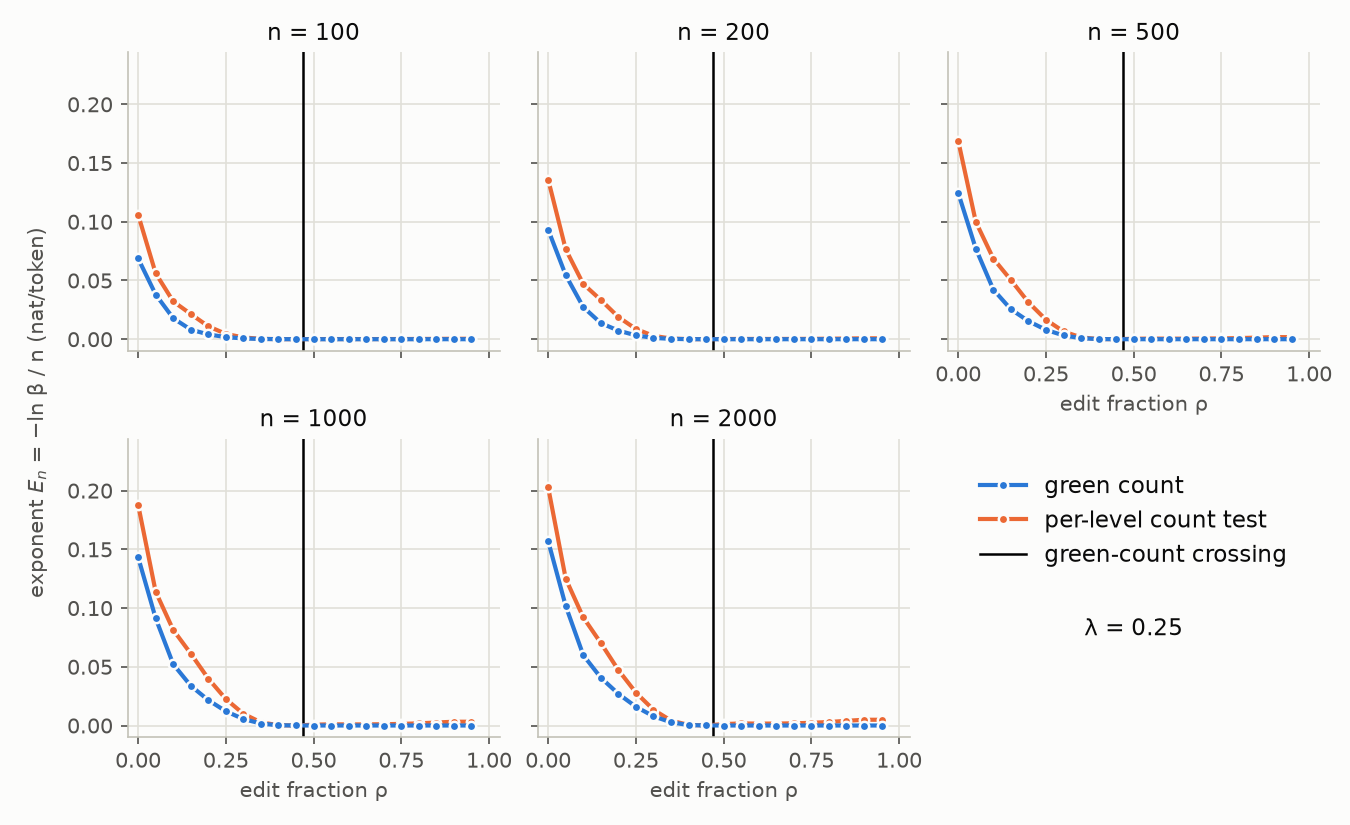 n = 100
n = 200
n = 500
0.20
0.15
0.10
0.05
0.00
0.00 0.25 0.50 0.75 1.00
edit fraction ρ
exponent Eₙ = −ln β / n (nat/token)
n = 1000
n = 2000
0.20
0.15
0.10
0.05
0.00
0.00 0.25 0.50 0.75 1.00
0.00 0.25 0.50 0.75 1.00
edit fraction ρ
edit fraction ρ
green count
per-level count test
green-count crossing
λ = 0.25